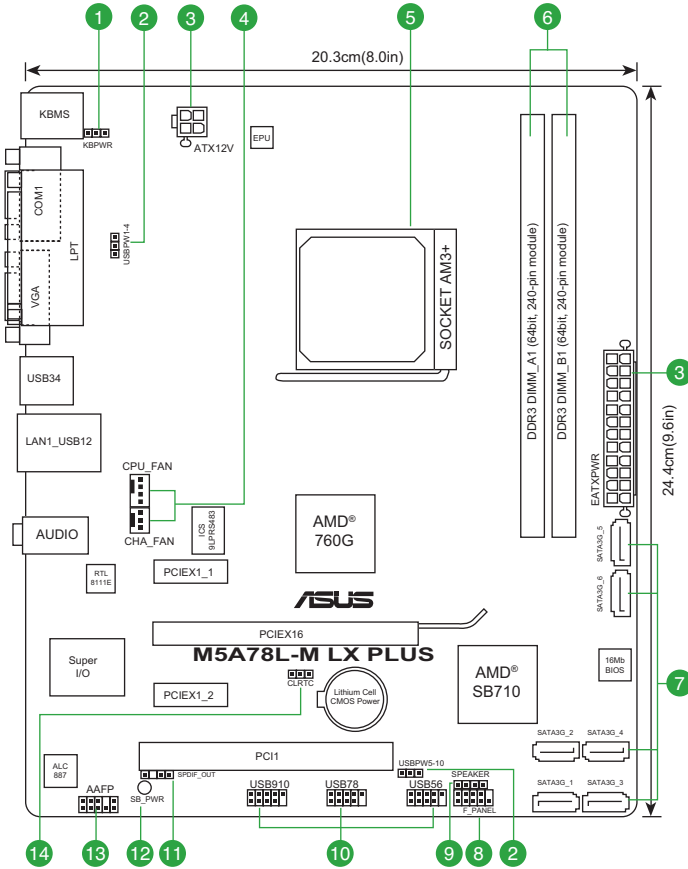 1
2
3
4
5
6
20.3cm(8.0in)
KBMS
KBPWR
ATX12V
EPU
COM1
LPT
VGA
USBPW1-4
SOCKET AM3+
DDR3 DIMM_A1 (64bit, 240-pin module)
DDR3 DIMM_B1 (64bit, 240-pin module)
USB34
3
24.4cm(9.6in)
EATXPWR
LAN1_USB12
CPU_FAN
CHA_FAN
ICS
9LPRS483
AMD®
760G
AUDIO
SATA3G_5
SATA3G_6
RTL
8111E
PCIEX1_1
ASUS
PCIEX16
M5A78L-M LX PLUS
Super
I/O
PCIEX1_2
CLRTC
Lithium Cell
CMOS Power
AMD®
SB710
16Mb
BIOS
7
SATA3G_2
SATA3G_4
PCI1
ALC
887
SPDIF_OUT
USBPW5-10
AAFP
SB_PWR
USB910
USB78
USB56
SPEAKER
F_PANEL
SATA3G_1
SATA3G_3
14
13
12
11
10
2
9
8